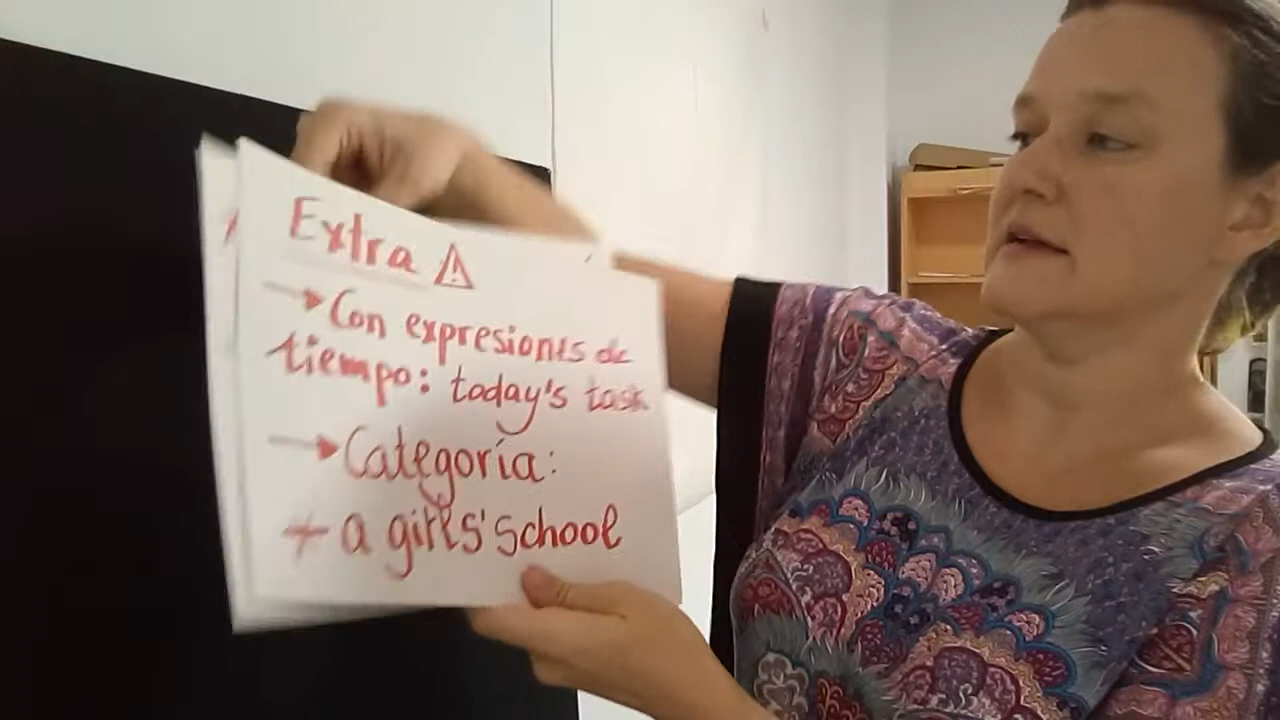 Extra ⚠
→ Con expresiones de
tiempo: today's task
→ Categoría:
+ a girls' school